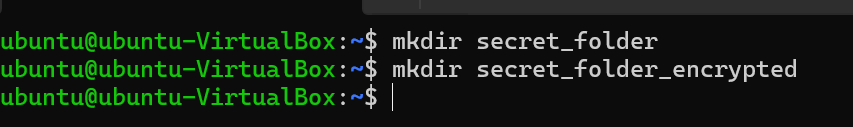 ubuntu@ubuntu-VirtualBox:~$ mkdir secret_folder
ubuntu@ubuntu-VirtualBox:~$ mkdir secret_folder_encrypted
ubuntu@ubuntu-VirtualBox:~$